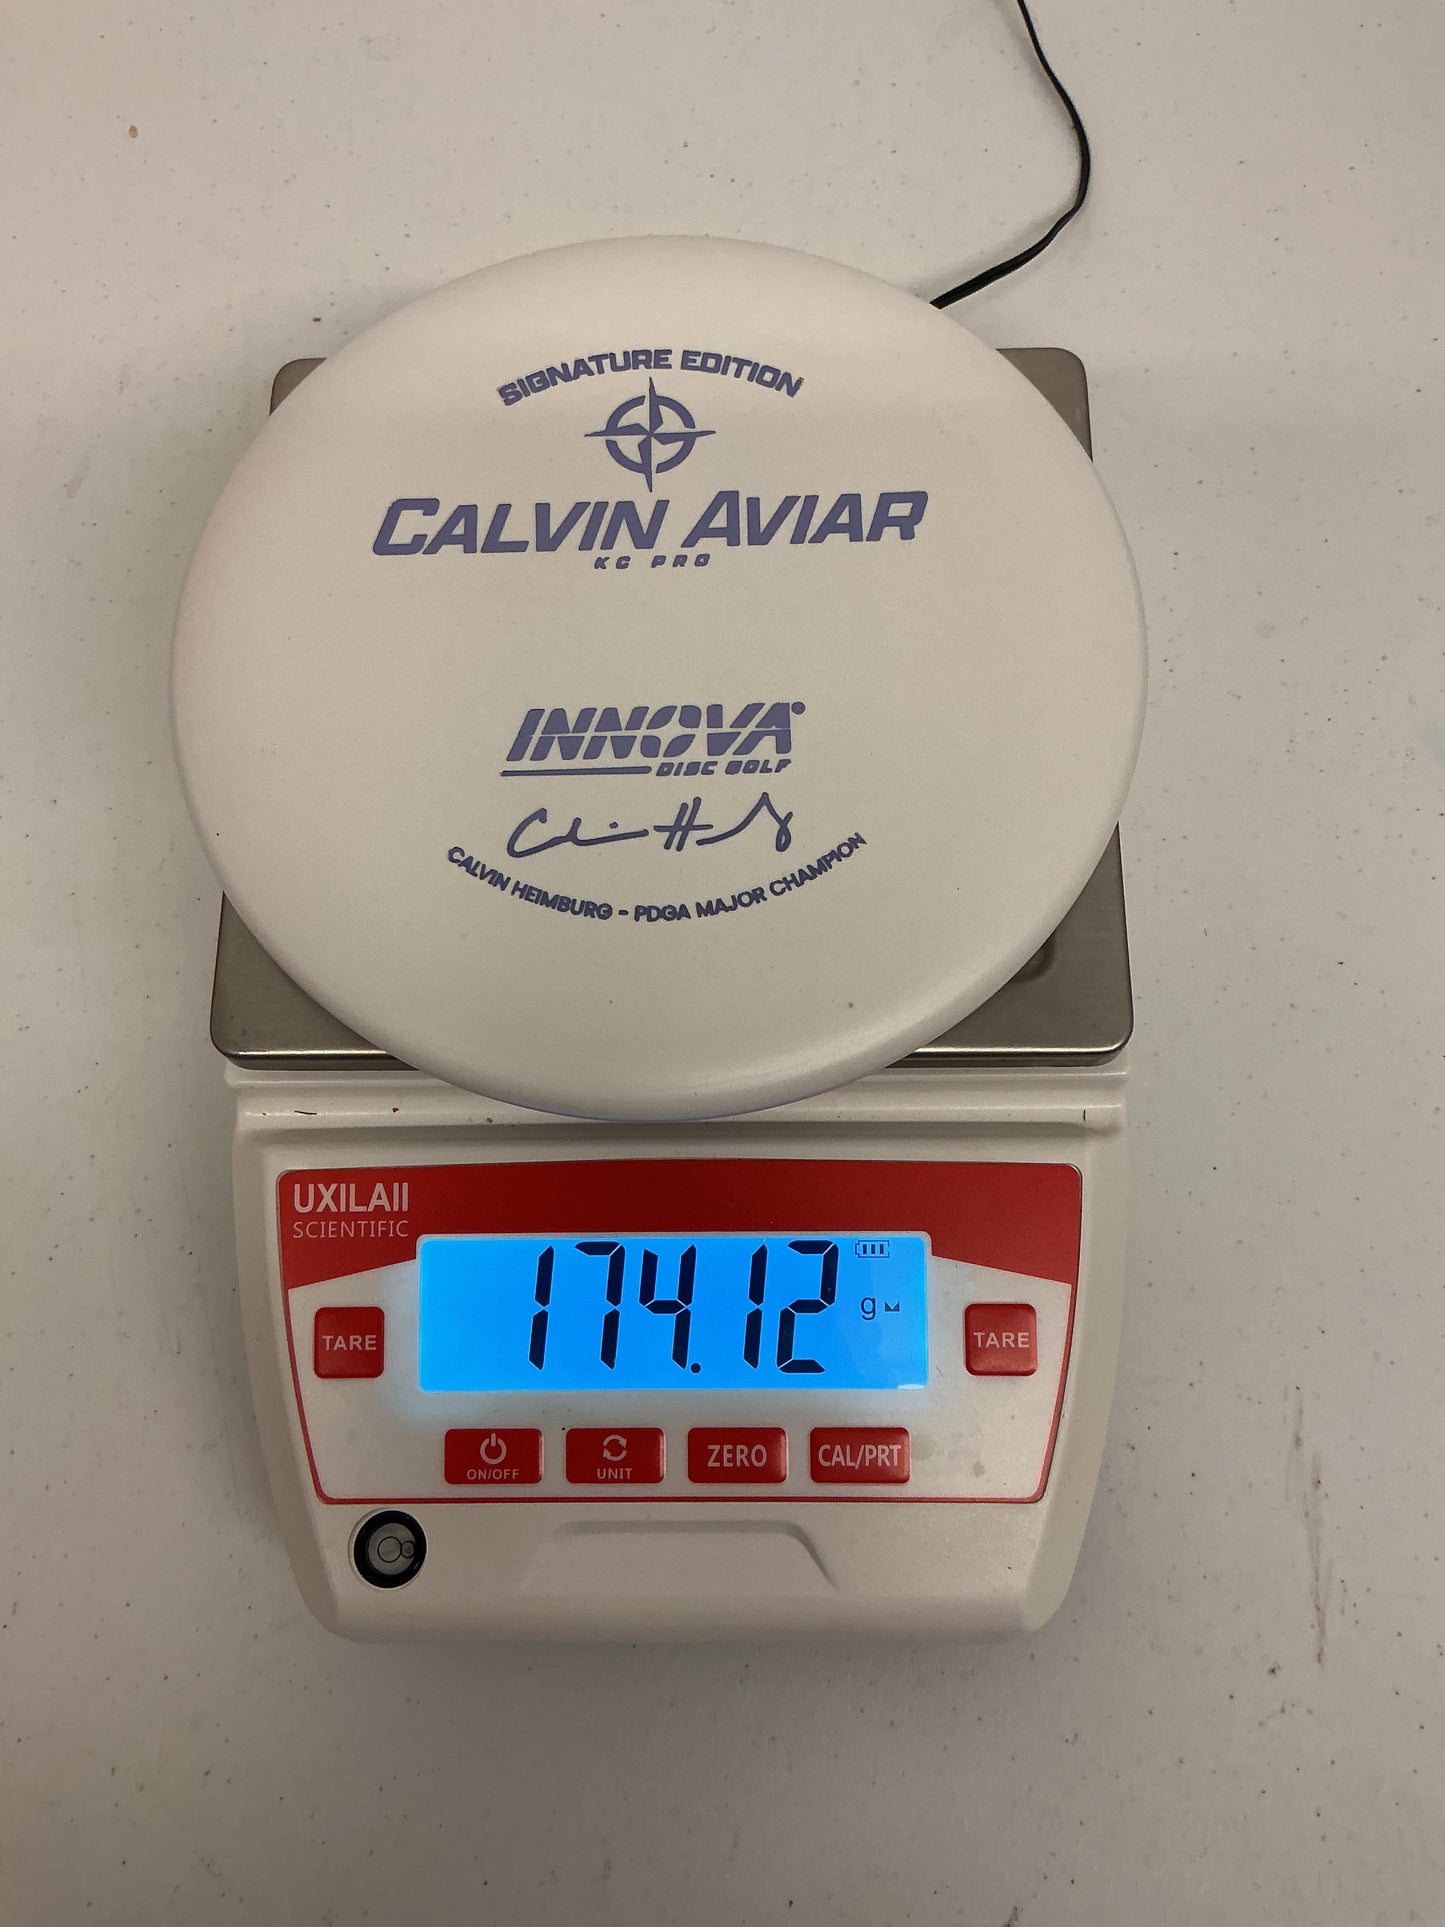 SIGNATURE EDITION
CALVIN AVIAR
KC PRO
INNOVA
DISC GOLF
CALVIN HEIMBURG - PDGA MAJOR CHAMPION
UXILAII
SCIENTIFIC
174.12 g
TARE
TARE
ON/OFF
UNIT
ZERO
CAL/PRT